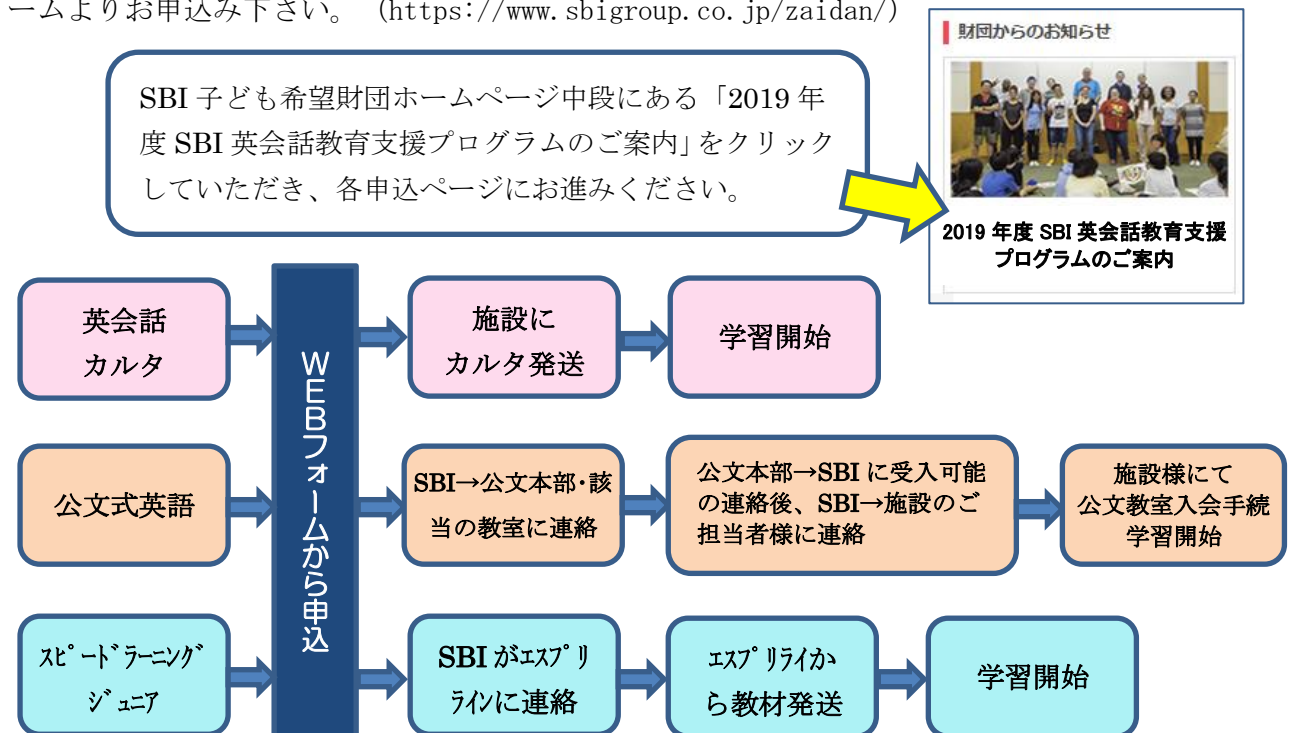 ームよりお申込み下さい。 (https://www.sbigroup.co.jp/zaidan/)
財団からのお知らせ
SBI 子ども希望財団ホームページ中段にある「2019 年
度 SBI 英会話教育支援プログラムのご案内」をクリック
していただき、各申込ページにお進みください。
2019 年度 SBI 英会話教育支援
プログラムのご案内
英会話
カルタ
WEBフォームから申込
施設に
カルタ発送
学習開始
公文式英語
SBI→公文本部・該
当の教室に連絡
公文本部→SBI に受入可能
の連絡後、SBI→施設のご
担当者様に連絡
施設様にて
公文教室入会手続
学習開始
ｽﾋﾟｰﾄﾞﾗｰﾆﾝｸﾞ
ｼﾞｭﾆｱ
SBI がｴｽﾌﾟﾘ
ﾗｲﾝに連絡
ｴｽﾌﾟﾘﾗｲか
ら教材発送
学習開始